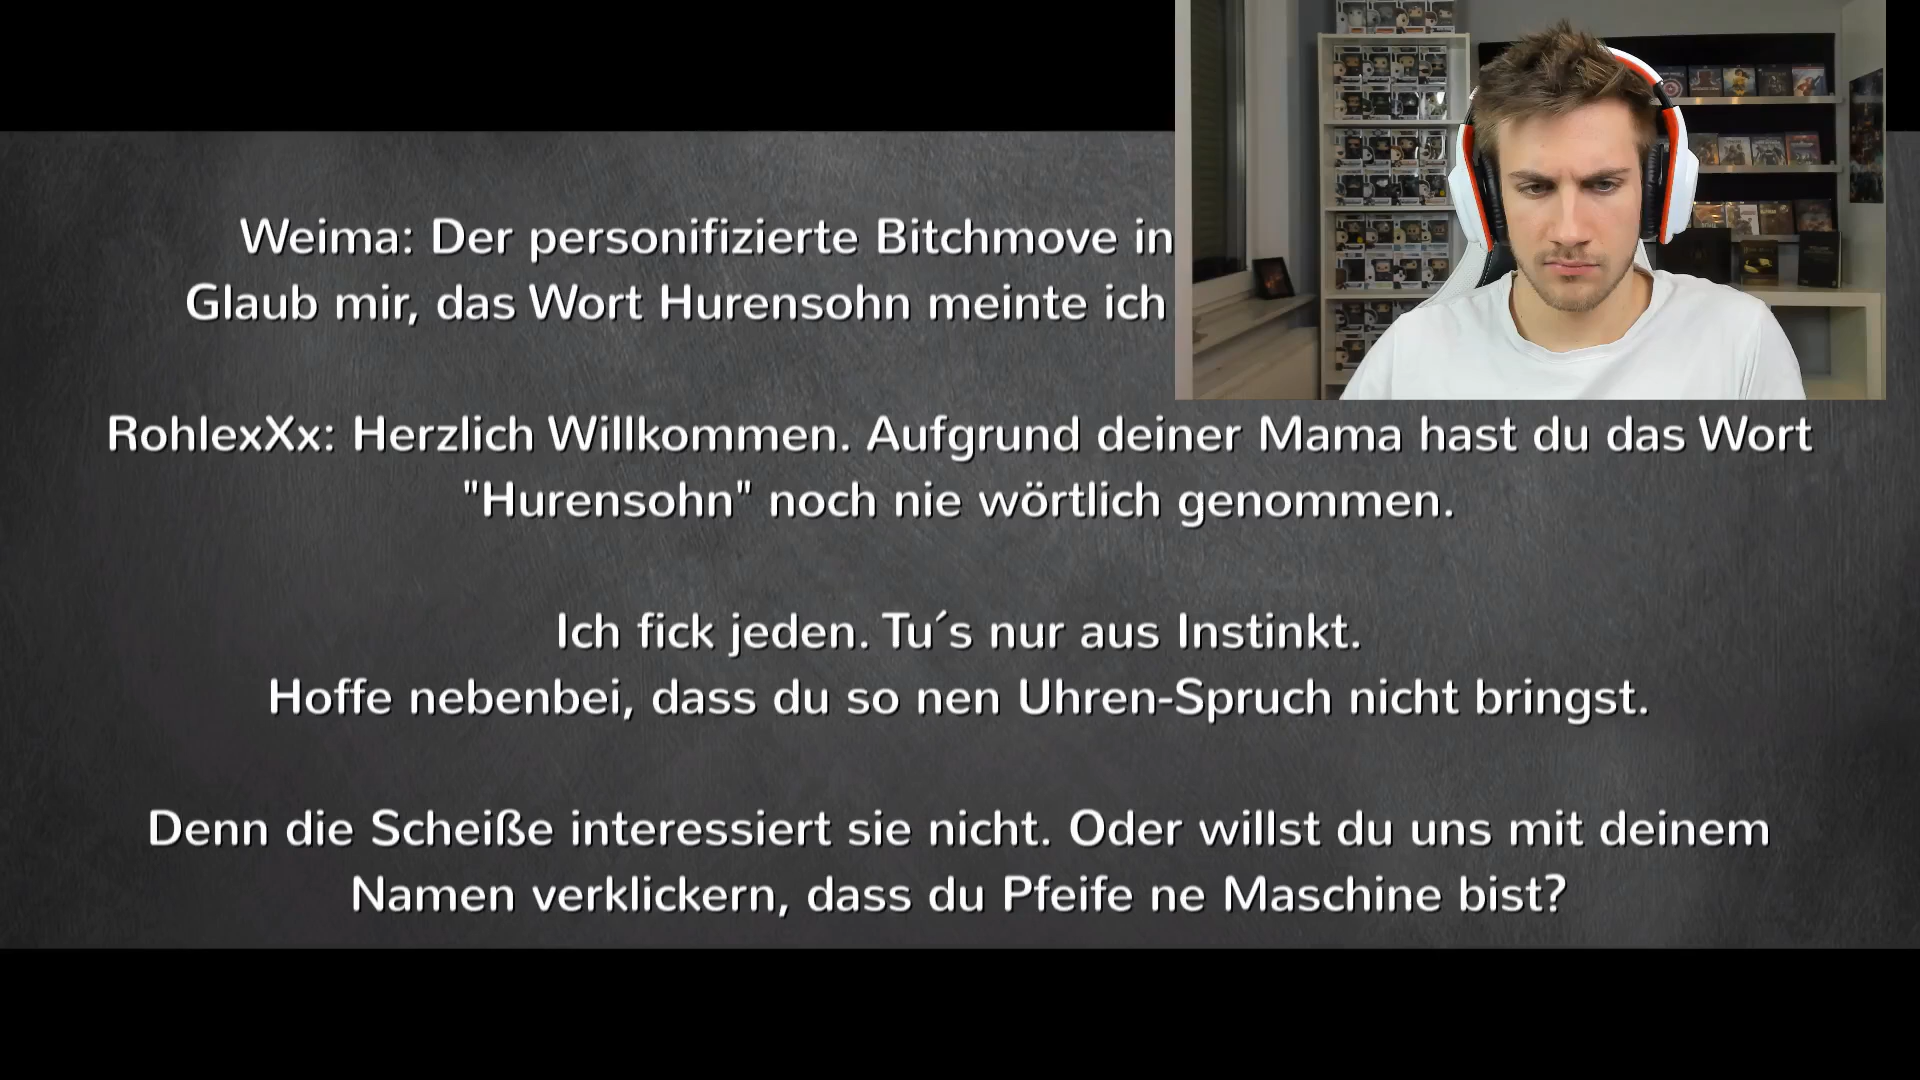 Weima: Der personifizierte Bitchmove in
Glaub mir, das Wort Hurensohn meinte ich
RohlexXx: Herzlich Willkommen. Aufgrund deiner Mama hast du das Wort
"Hurensohn" noch nie wörtlich genommen.
Ich fick jeden. Tu´s nur aus Instinkt.
Hoffe nebenbei, dass du so nen Uhren-Spruch nicht bringst.
Denn die Scheiße interessiert sie nicht. Oder willst du uns mit deinem
Namen verklickern, dass du Pfeife ne Maschine bist?